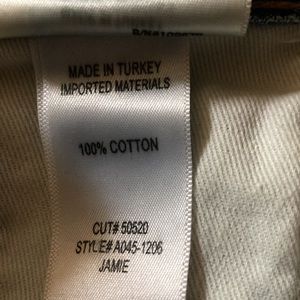 MADE IN TURKEY
IMPORTED MATERIALS
100% COTTON
CUT# 50520
STYLE# A045-1206
JAMIE